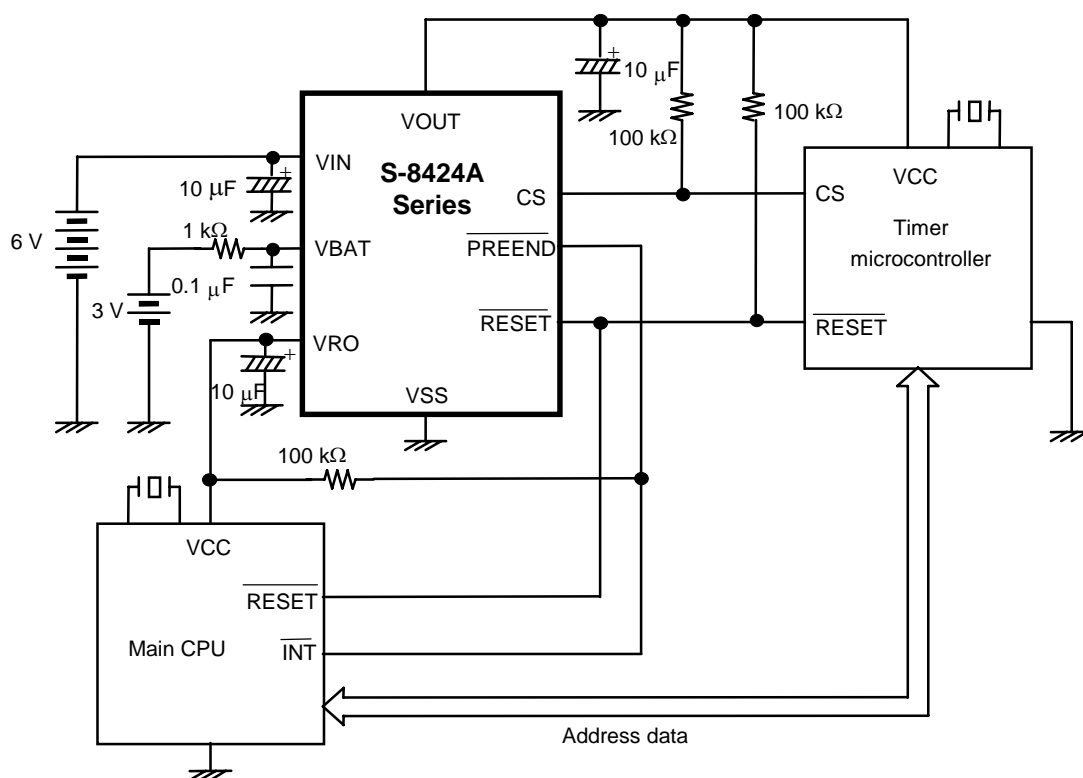 10 µF
100 kΩ
100 kΩ
VOUT
VIN
S-8424A
Series
10 µF
CS
CS
VCC
Timer
microcontroller
6 V
1 kΩ
VBAT
PREEND
0.1 µF
3 V
VRO
RESET
RESET
10 µF
VSS
100 kΩ
VCC
RESET
Main CPU
INT
Address data
+
+
+